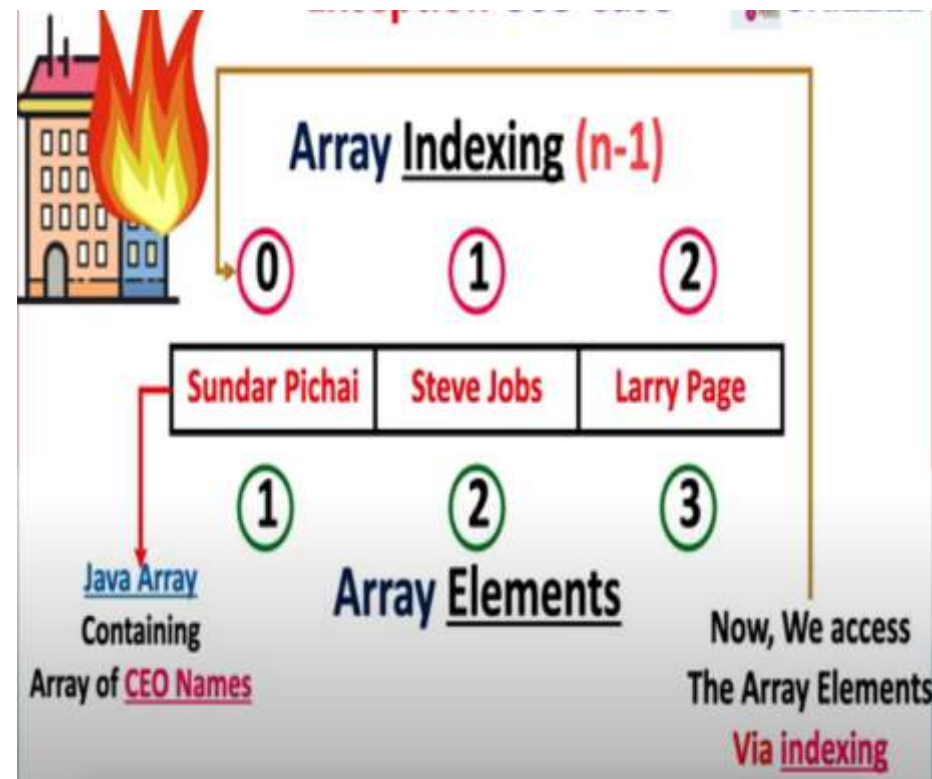 Array Indexing (n-1)
0 1 2
Sundar Pichai Steve Jobs Larry Page
1 2 3
Java Array
Containing
Array of CEO Names
Array Elements
Now, We access
The Array Elements
Via indexing